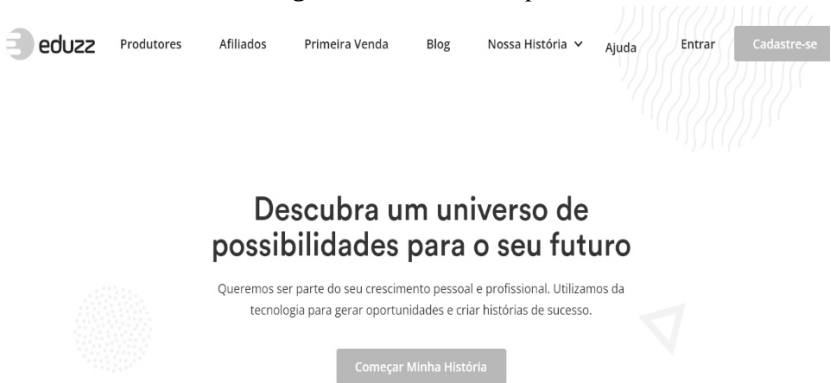 eduzz Produtores Afiliados Primeira Venda Blog Nossa História Ajuda Entrar Cadastre-se
Descubra um universo de
possibilidades para o seu futuro
Queremos ser parte do seu crescimento pessoal e profissional. Utilizamos da
tecnologia para gerar oportunidades e criar histórias de sucesso.
Começar Minha História